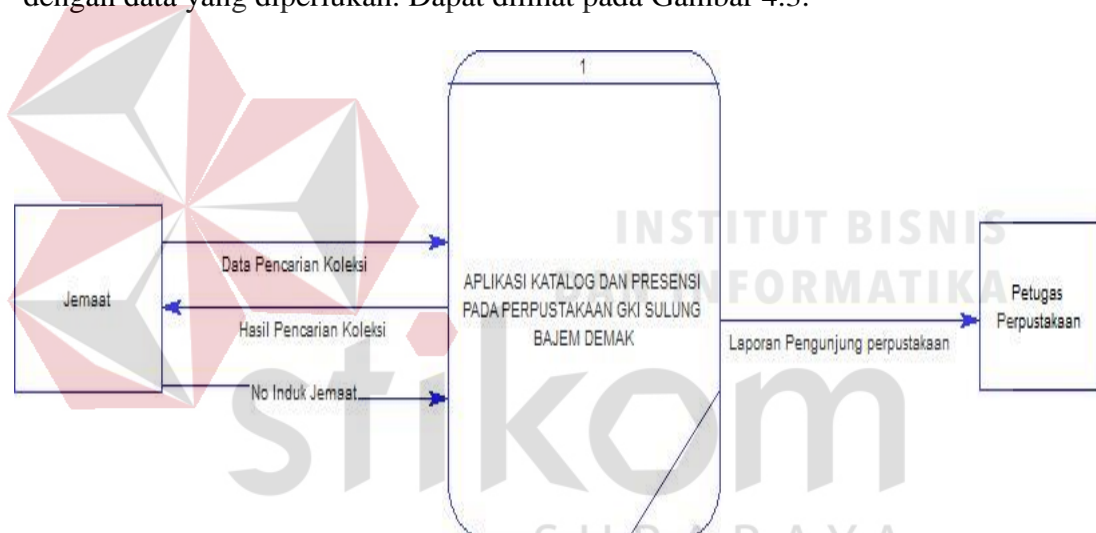 dengan data yang diperlukan. Dapat dilihat pada Gambar 4.3.
1
INSTITUT BISNIS
INFORMATIKA
Jemaat
Data Pencarian Koleksi
Hasil Pencarian Koleksi
No Induk Jemaat
APLIKASI KATALOG DAN PRESENSI
PADA PERPUSTAKAAN GKI SULUNG
BAJEM DEMAK
Laporan Pengunjung perpustakaan
Petugas
Perpustakaan
stikom
SURABAYA